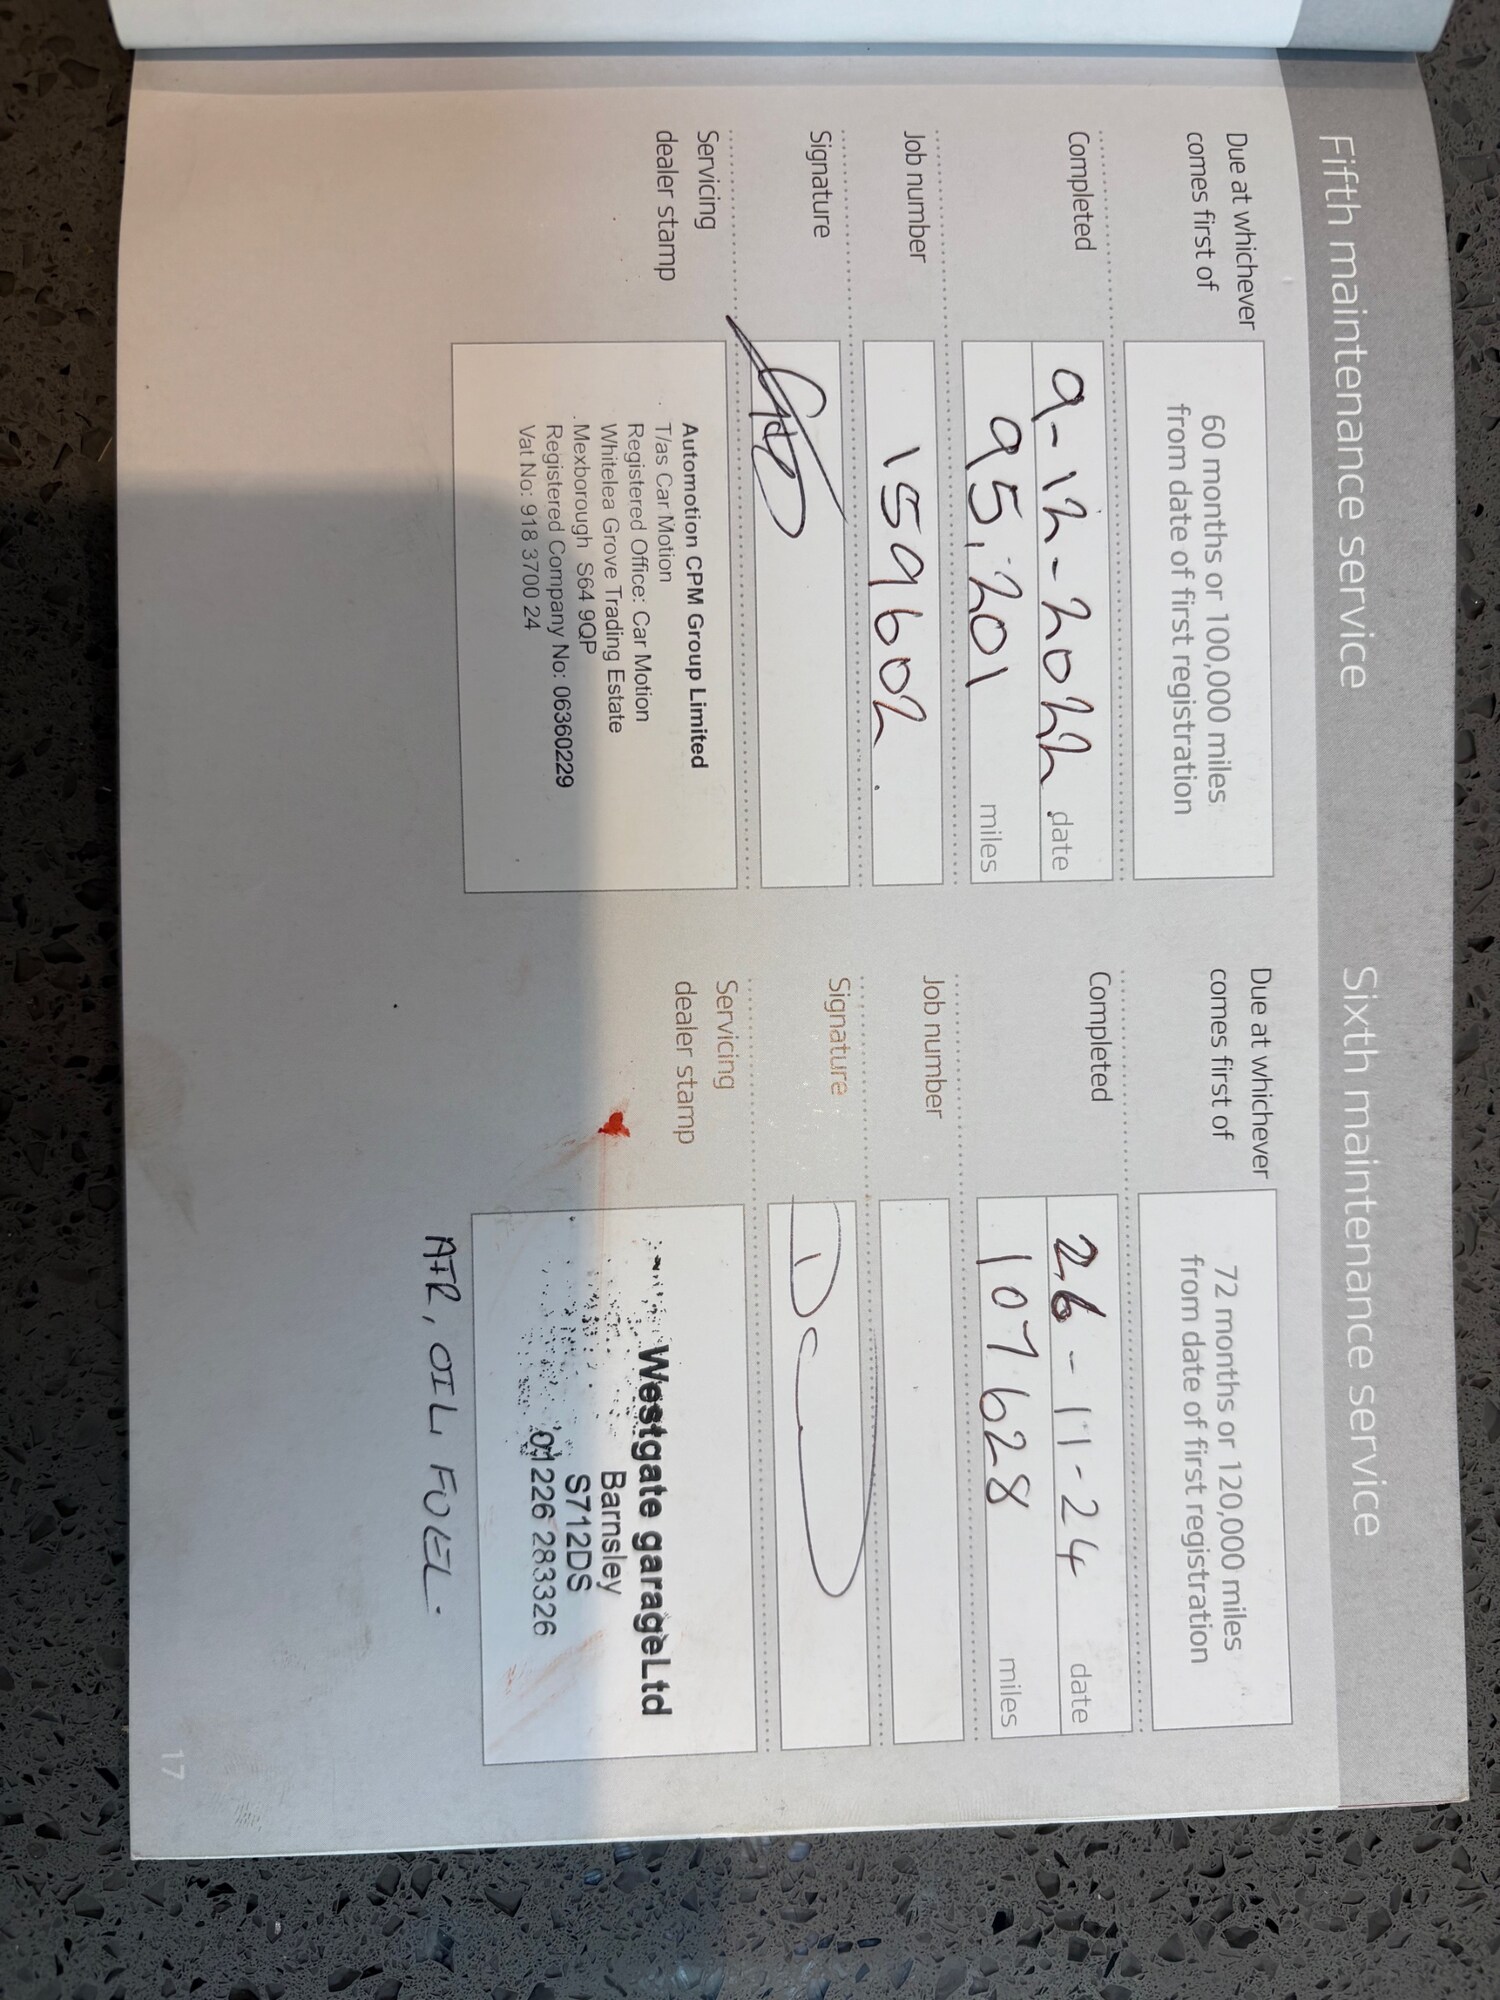 Fifth maintenance service
Due at whichever
comes first of
60 months or 100,000 miles
from date of first registration
Completed
9-12-2022 date
95,201 miles
Job number
159602.
Signature
Servicing
dealer stamp
Automotion CPM Group Limited
T/as Car Motion
Registered Office: Car Motion
Whitelea Grove Trading Estate
Mexborough S64 9QP
Registered Company No: 06360229
Vat No: 918 3700 24
Sixth maintenance service
Due at whichever
comes first of
72 months or 120,000 miles
from date of first registration
Completed
26-11-24 date
107628 miles
Job number
Signature
Servicing
dealer stamp
Westgate garageLtd
Barnsley
S712DS
01226 283326
AIR, OIL, FUEL.
17